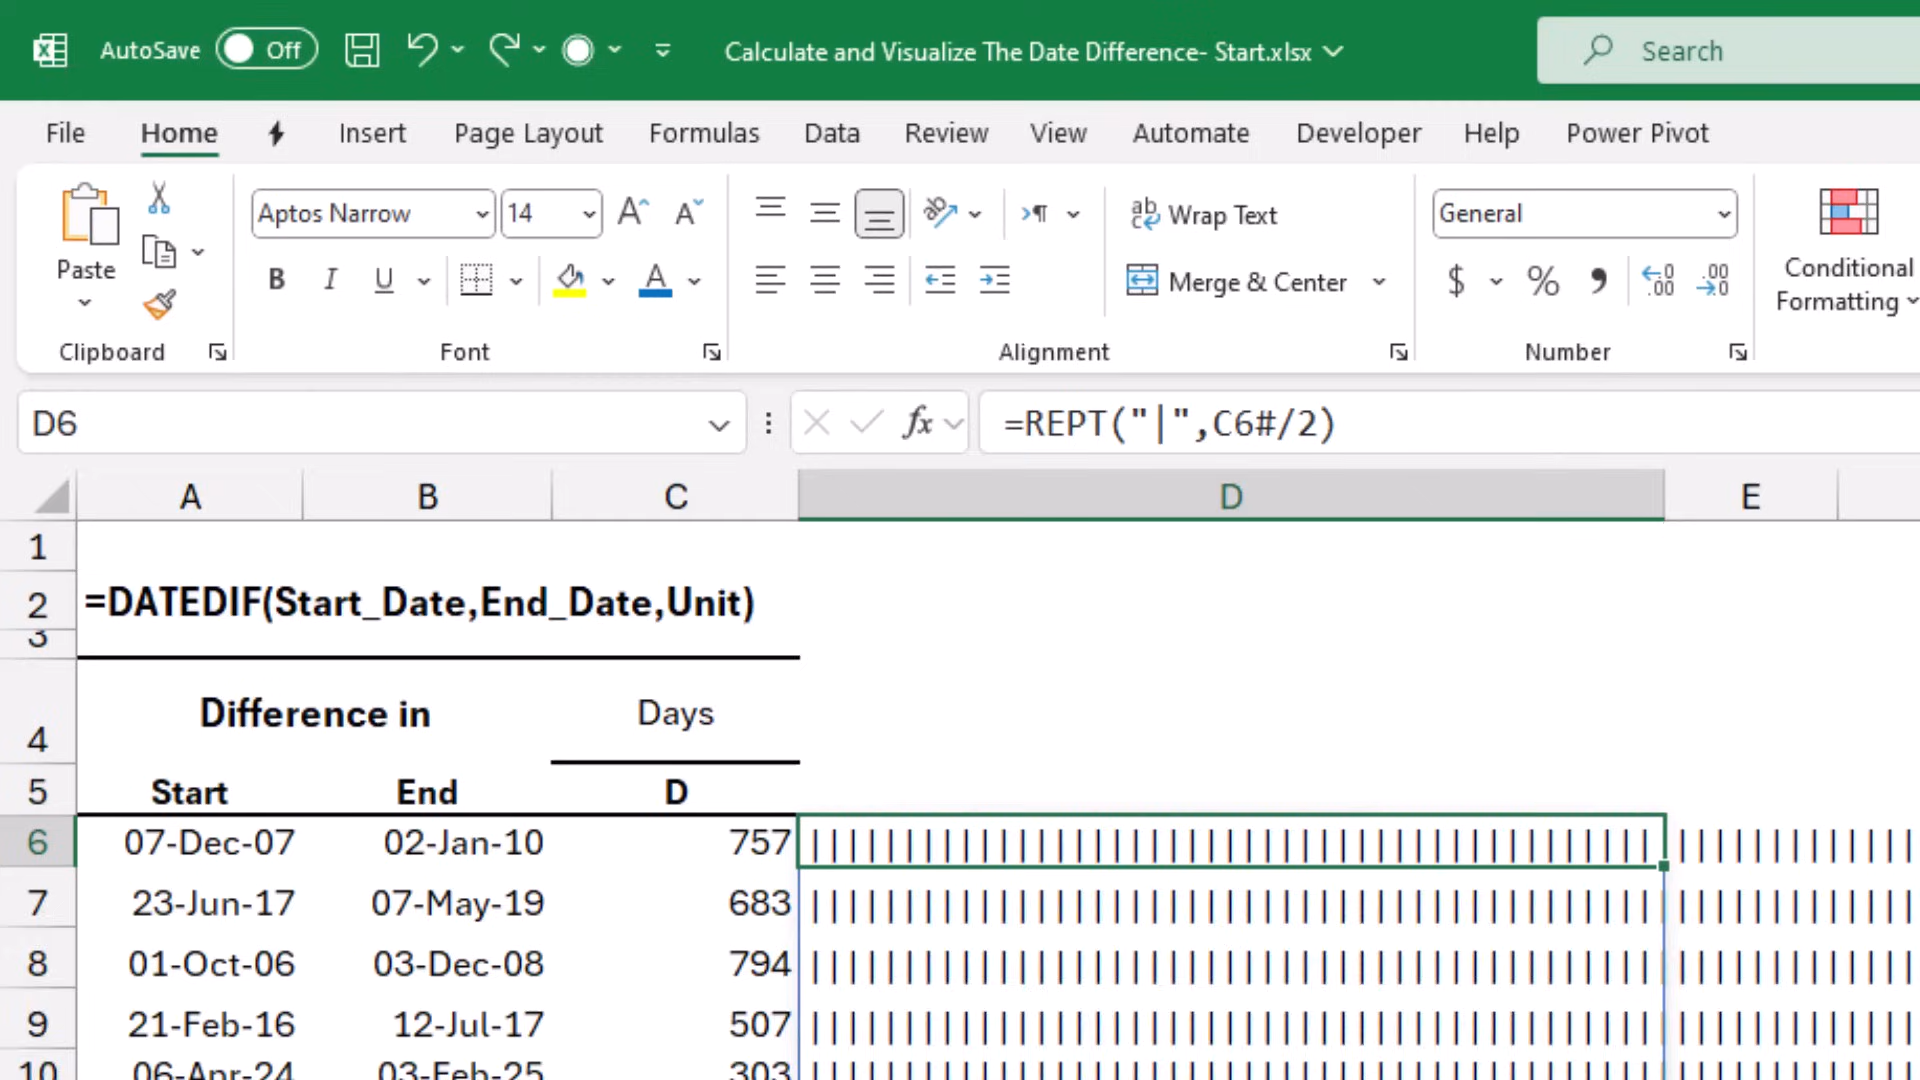 AutoSave Off Calculate and Visualize The Date Difference- Start.xlsx Search
File Home Insert Page Layout Formulas Data Review View Automate Developer Help Power Pivot
Paste
Aptos Narrow 14
B I U A
Wrap Text
Merge & Center
General
$ % ,
Conditional
Formatting
Clipboard Font Alignment Number
D6 fx =REPT("|",C6#/2)
A B C D E
1
2 =DATEDIF(Start_Date,End_Date,Unit)
3
4 Difference in Days
5 Start End D
6 07-Dec-07 02-Jan-10 757
7 23-Jun-17 07-May-19 683
8 01-Oct-06 03-Dec-08 794
9 21-Feb-16 12-Jul-17 507
10 06-Apr-24 03-Feb-25 303